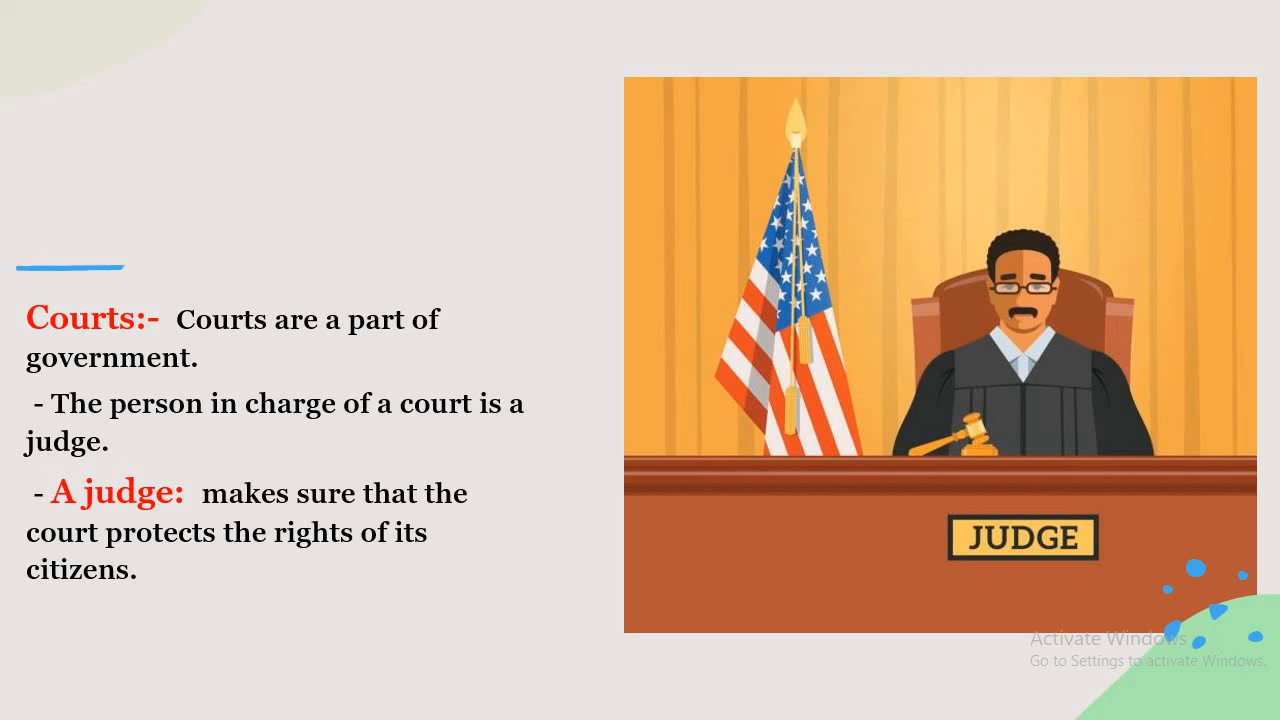 Courts:- Courts are a part of
government.
- The person in charge of a court is a
judge.
- A judge: makes sure that the
court protects the rights of its
citizens.
JUDGE
Activate Windows
Go to Settings to activate Windows.